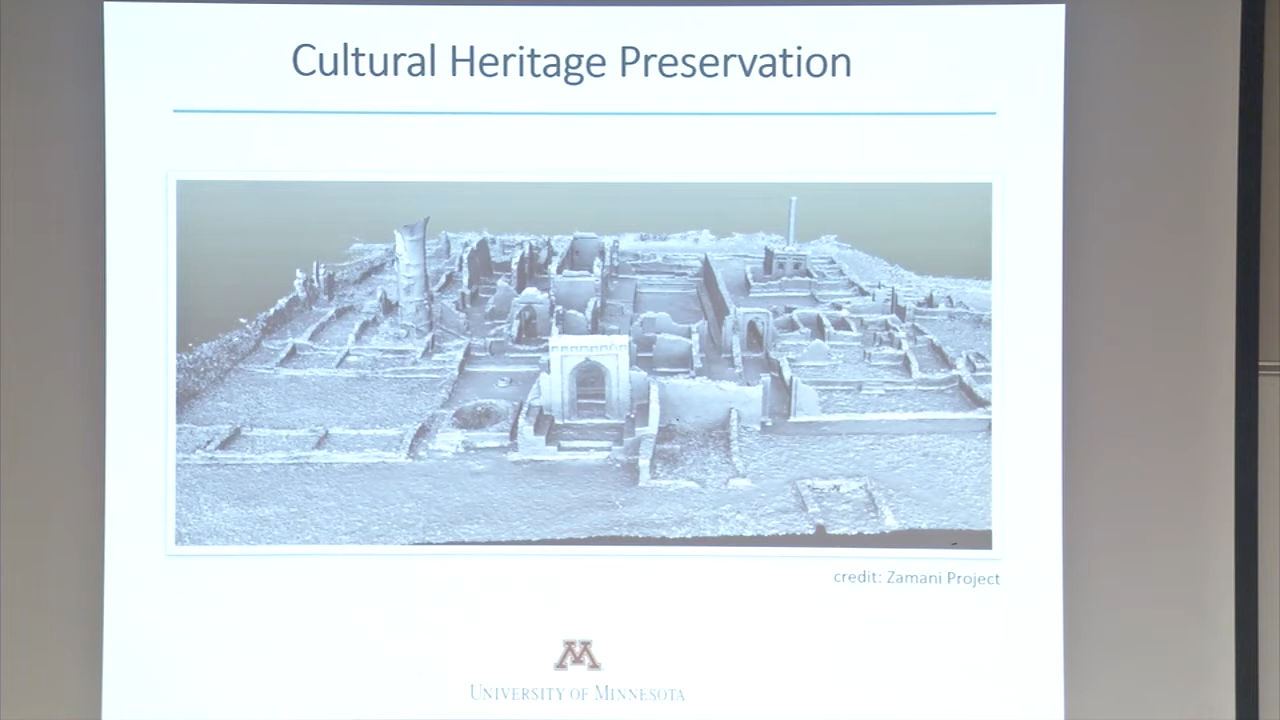 Cultural Heritage Preservation
credit: Zamani Project
M
UNIVERSITY OF MINNESOTA